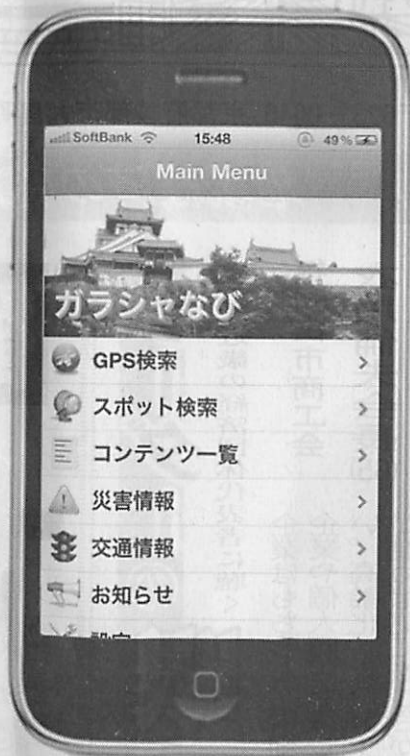 SoftBank 15:48 49%
Main Menu
ガラシャなび
GPS検索
スポット検索
コンテンツ一覧
災害情報
交通情報
お知らせ
設定